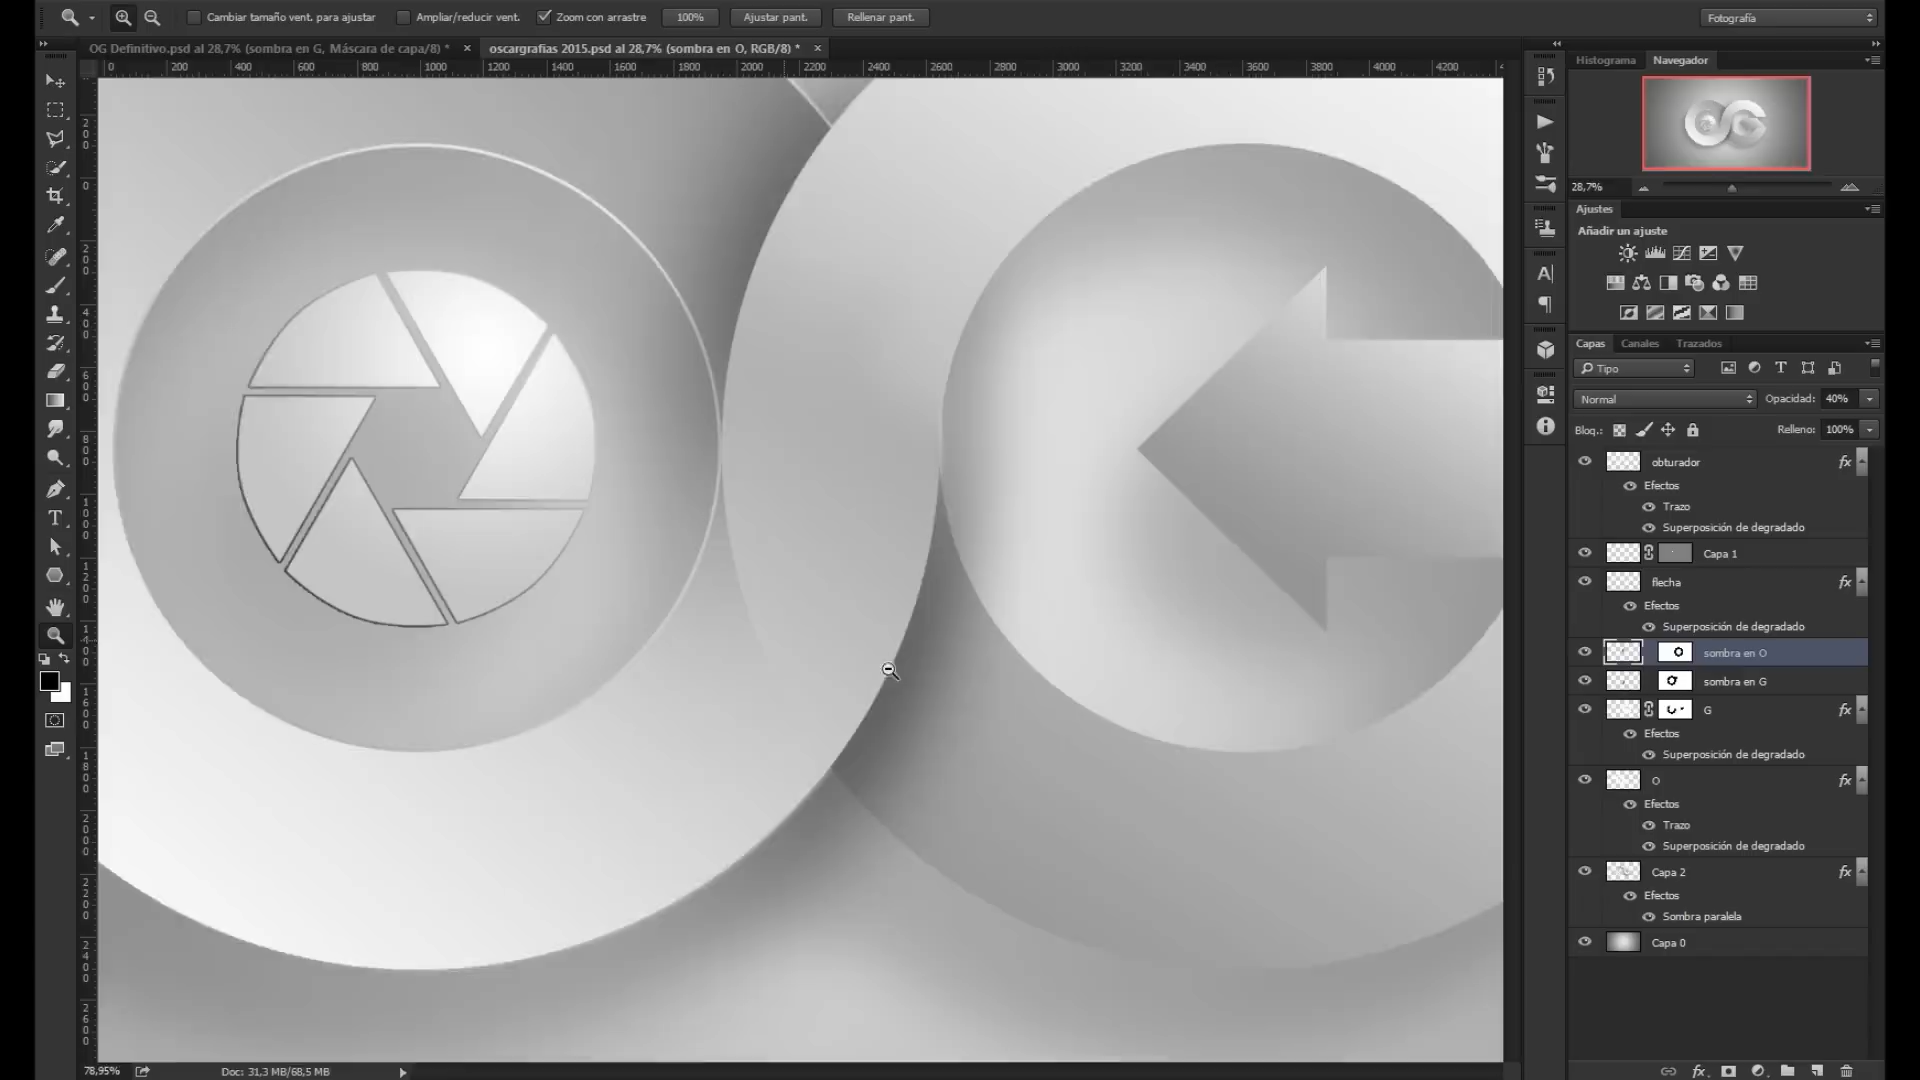 Cambiar tamaño vent. para ajustar Ampliar/reducir vent. Zoom con arrastre 100% Ajustar pant. Rellenar pant. Fotografía
OG Definitivo.psd al 28,7% (sombra en G, Máscara de capa/8) * × oscargrafias 2015.psd al 28,7% (sombra en O, RGB/8) * ×
0 200 400 600 800 1000 1200 1400 1600 1800 2000 2200 2400 2600 2800 3000 3200 3400 3600 3800 4000 4200
Histograma Navegador
28,7%
Ajustes
Añadir un ajuste
Capas Canales Trazados
Tipo
Normal Opacidad: 40%
Bloq.: Relleno: 100%
obturador fx
Efectos
Trazo
Superposición de degradado
Capa 1
flecha fx
Efectos
Superposición de degradado
sombra en O
sombra en G
G fx
Efectos
Superposición de degradado
O fx
Efectos
Trazo
Superposición de degradado
Capa 2 fx
Efectos
Sombra paralela
Capa 0
78,95% Doc: 31,3 MB/68,5 MB